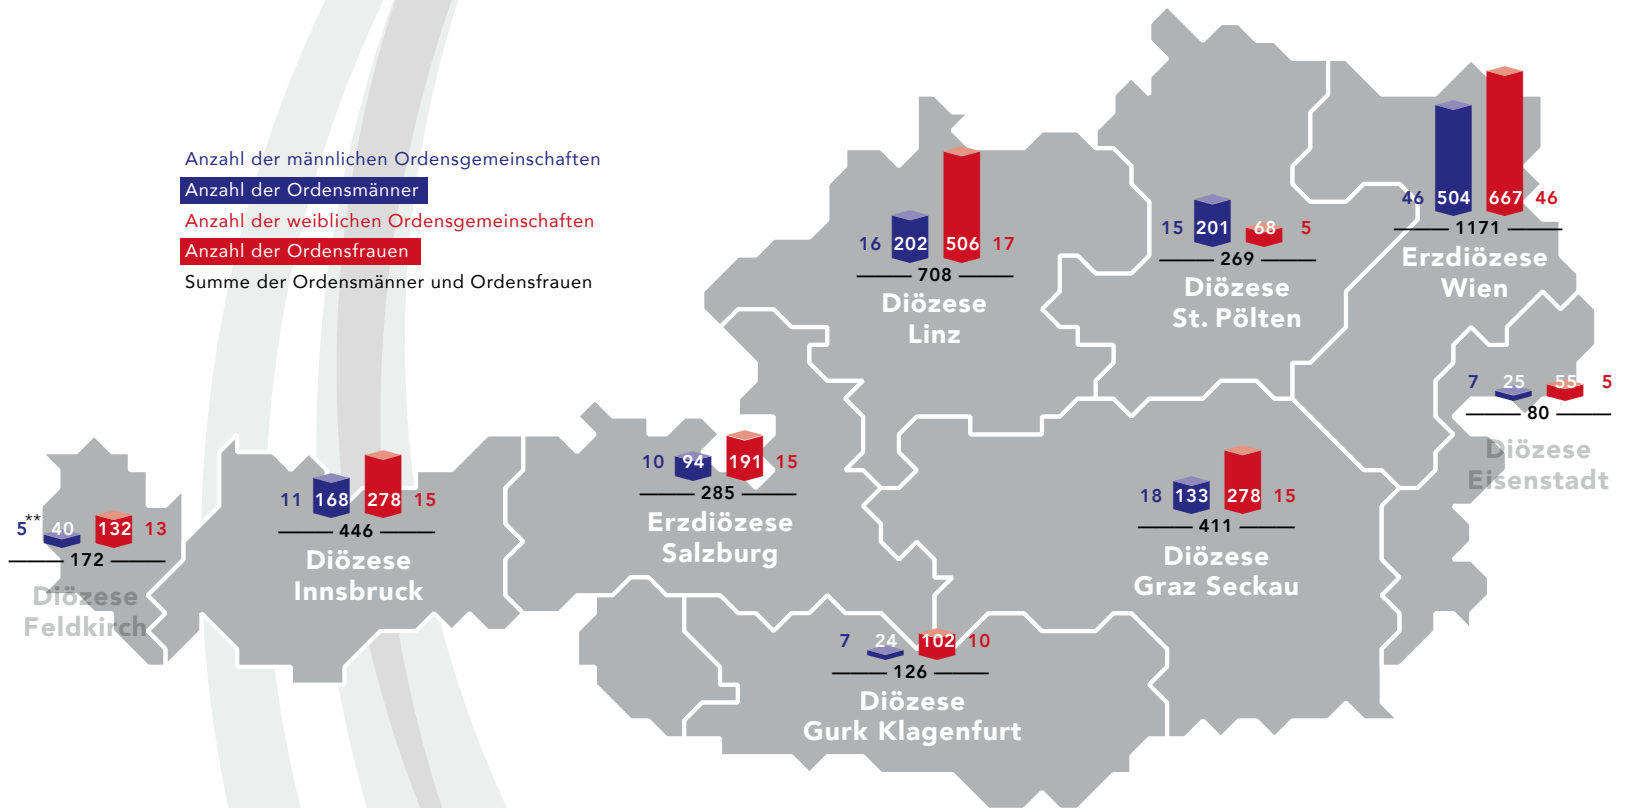 Anzahl der männlichen Ordensgemeinschaften
Anzahl der Ordensmänner
Anzahl der weiblichen Ordensgemeinschaften
Anzahl der Ordensfrauen
Summe der Ordensmänner und Ordensfrauen
46 504 667 46
1171
Erzdiözese
Wien
16 202 506 17
708
Diözese
Linz
15 201 68 5
269
Diözese
St. Pölten
7 25 55 5
80
Diözese
Eisenstadt
10 94 191 15
285
Erzdiözese
Salzburg
11 168 278 15
446
Diözese
Innsbruck
18 133 278 15
411
Diözese
Graz Seckau
5** 40 132 13
172
Diözese
Feldkirch
7 24 102 10
126
Diözese
Gurk Klagenfurt